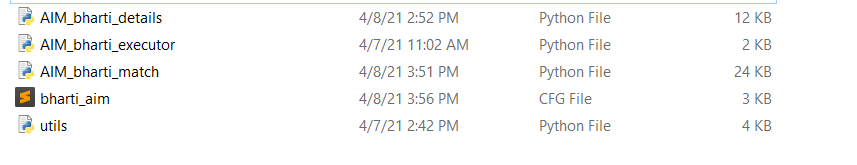 AIM_bharti_details 4/8/21 2:52 PM Python File 12 KB
AIM_bharti_executor 4/7/21 11:02 AM Python File 2 KB
AIM_bharti_match 4/8/21 3:51 PM Python File 24 KB
bharti_aim 4/8/21 3:56 PM CFG File 3 KB
utils 4/7/21 2:42 PM Python File 4 KB